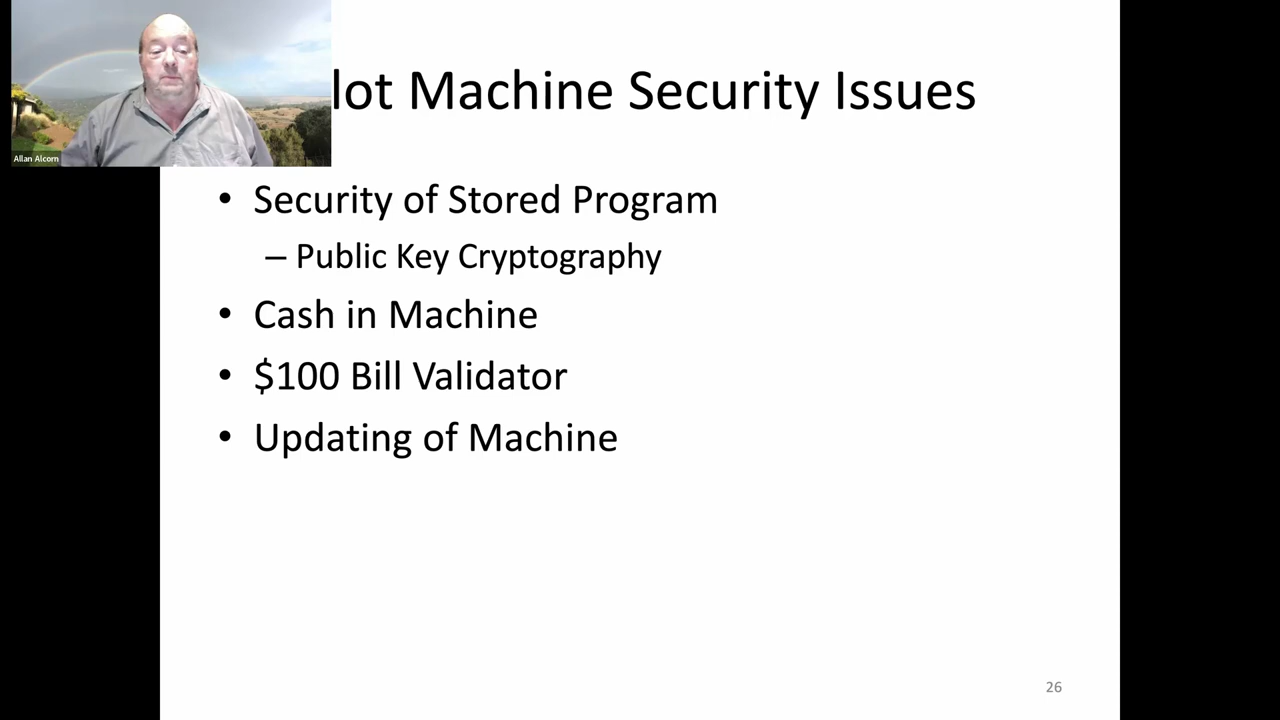 lot Machine Security Issues
Allan Alcorn
• Security of Stored Program
– Public Key Cryptography
• Cash in Machine
• $100 Bill Validator
• Updating of Machine
26